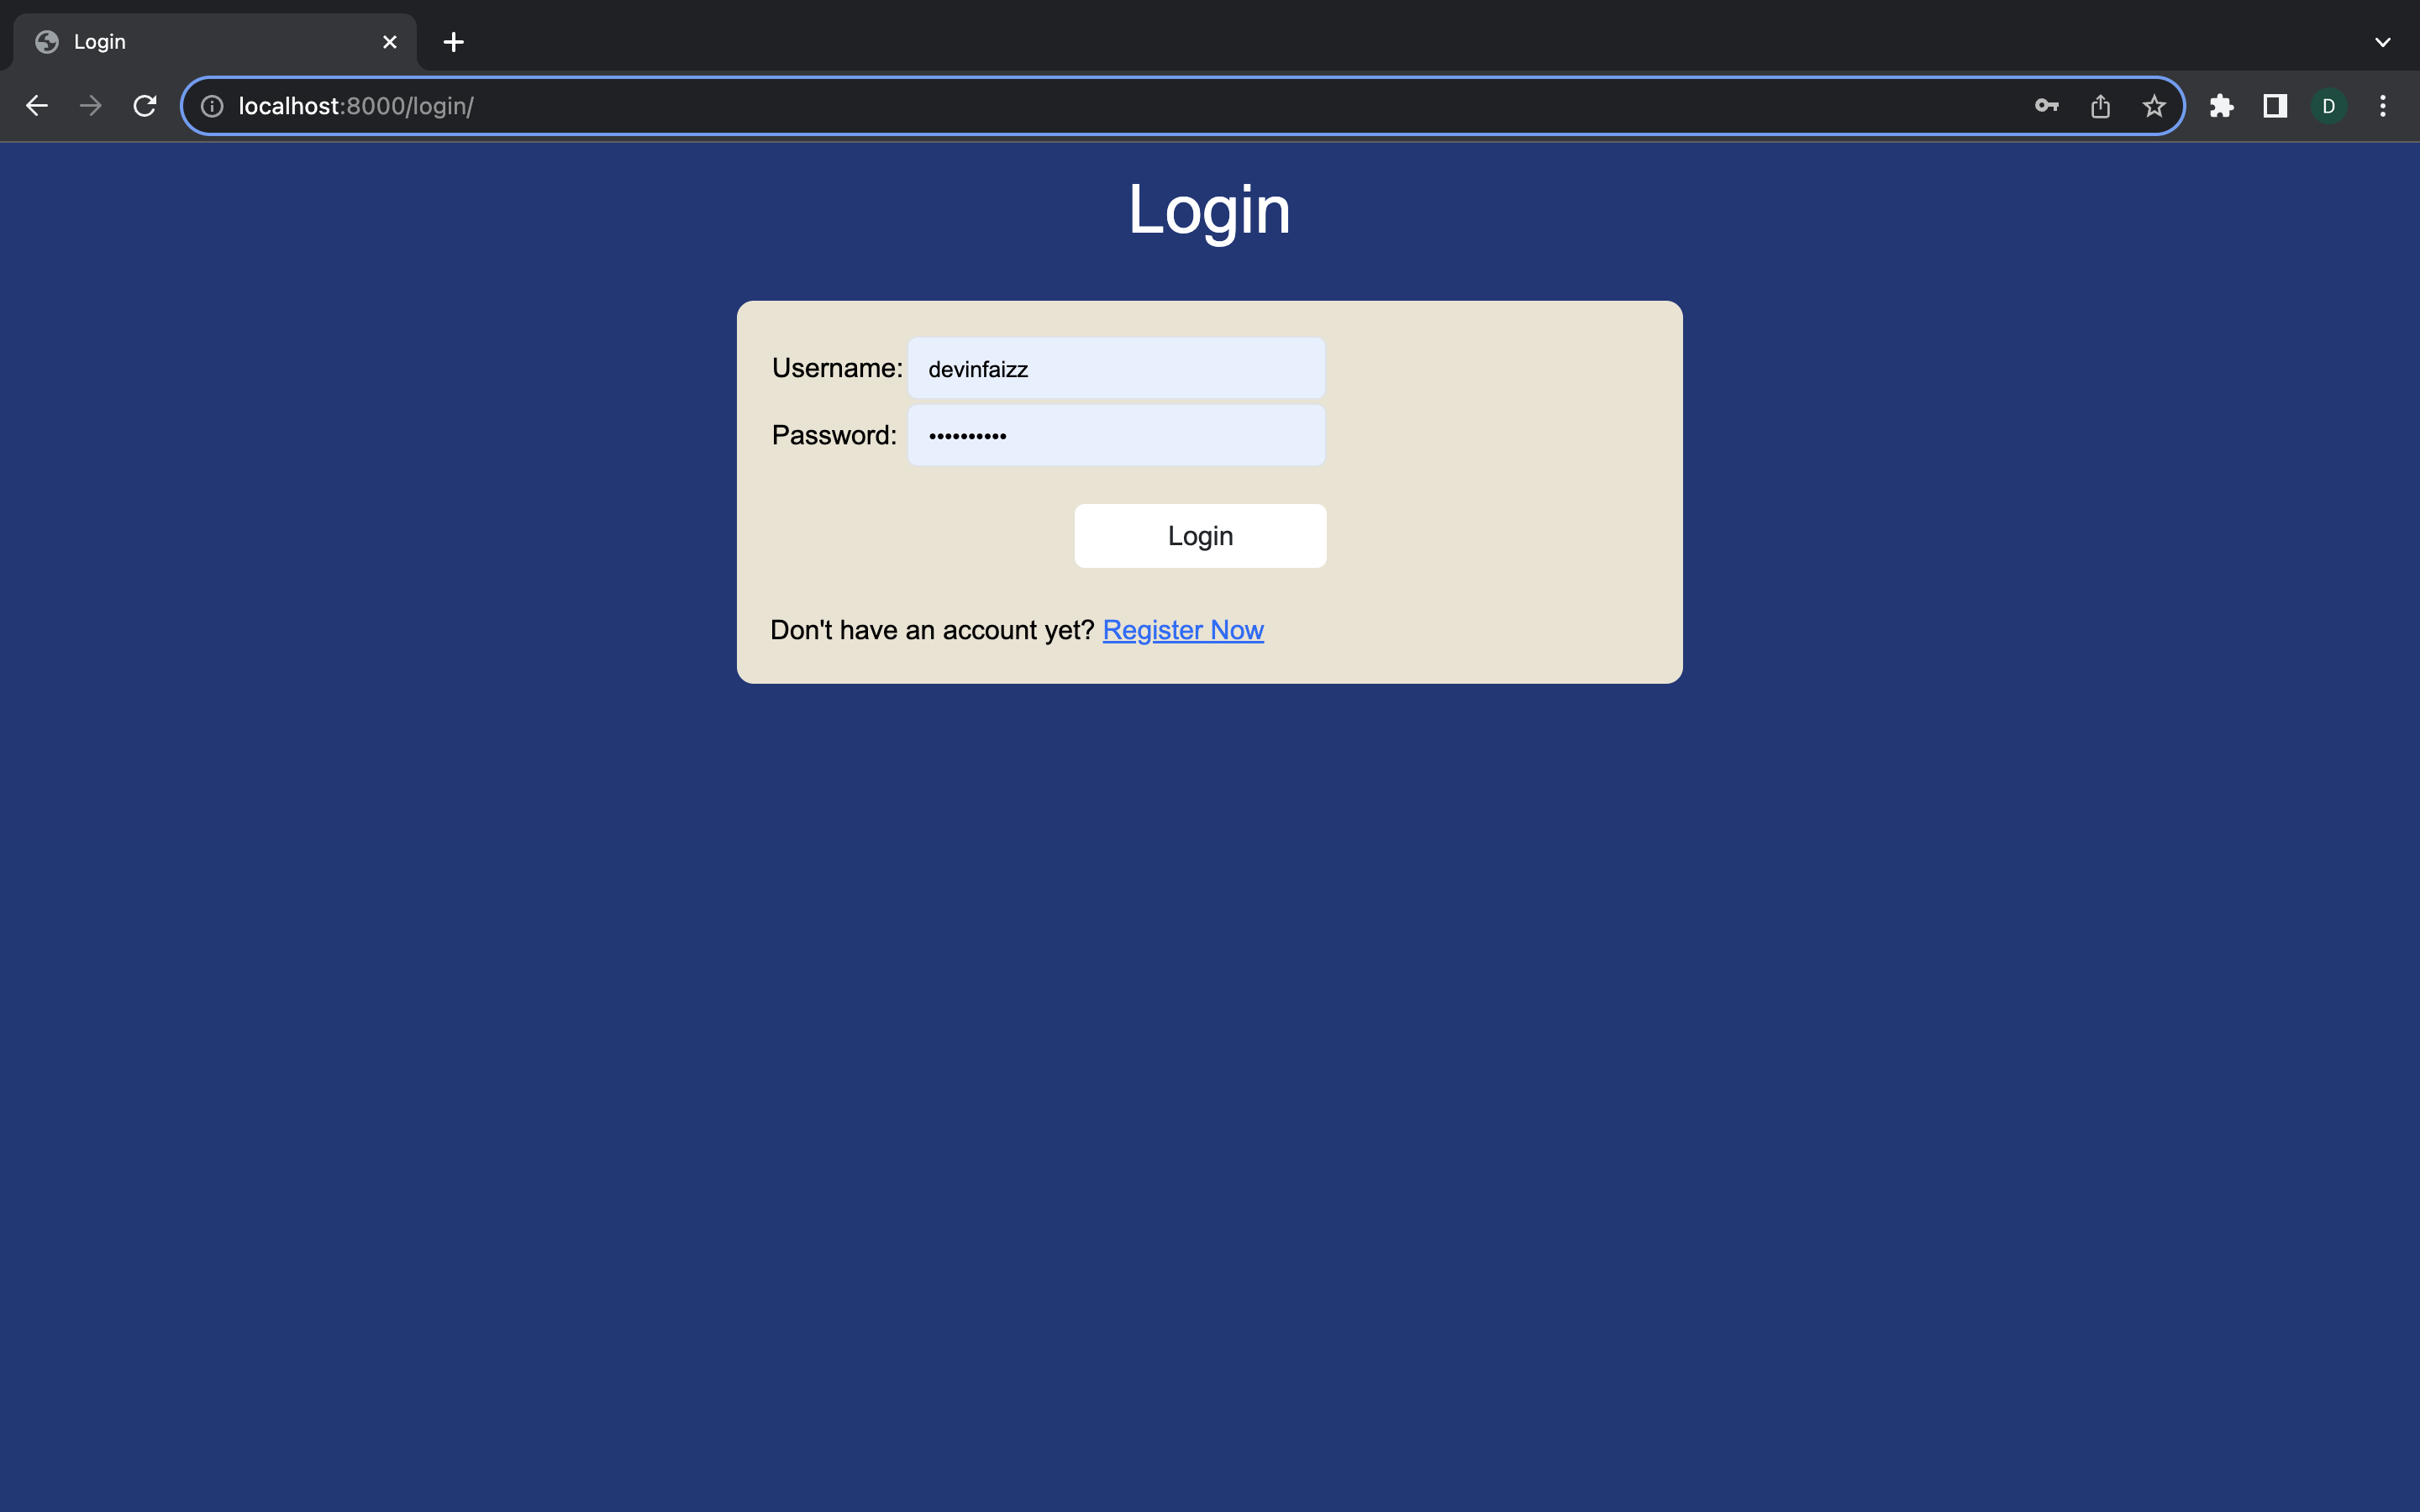 Login
localhost:8000/login/
D
Login
Username: devinfaizz
Password: ••••••••••
Login
Don't have an account yet? Register Now